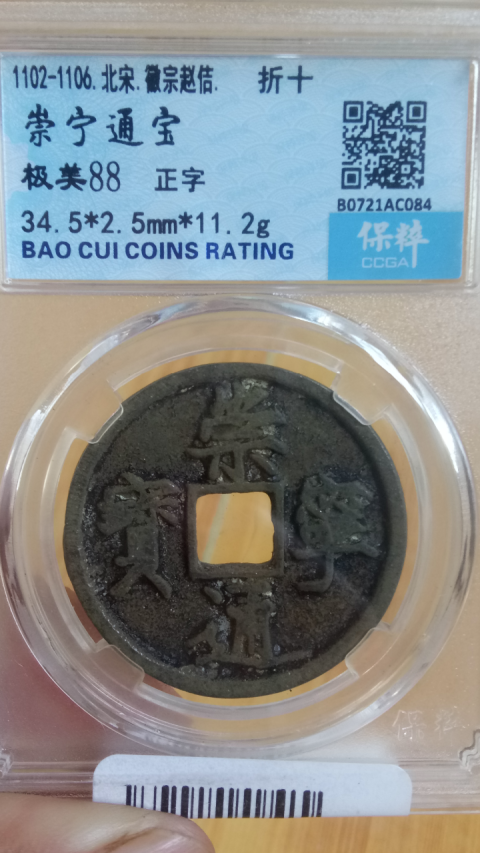 1102-1106.北宋.徽宗赵佶. 折十
崇宁通宝
极美88 正字
B0721AC084
34.5*2.5mm*11.2g
保粹
CCGA
BAO CUI COINS RATING
崇
寶 寧
通
保粹